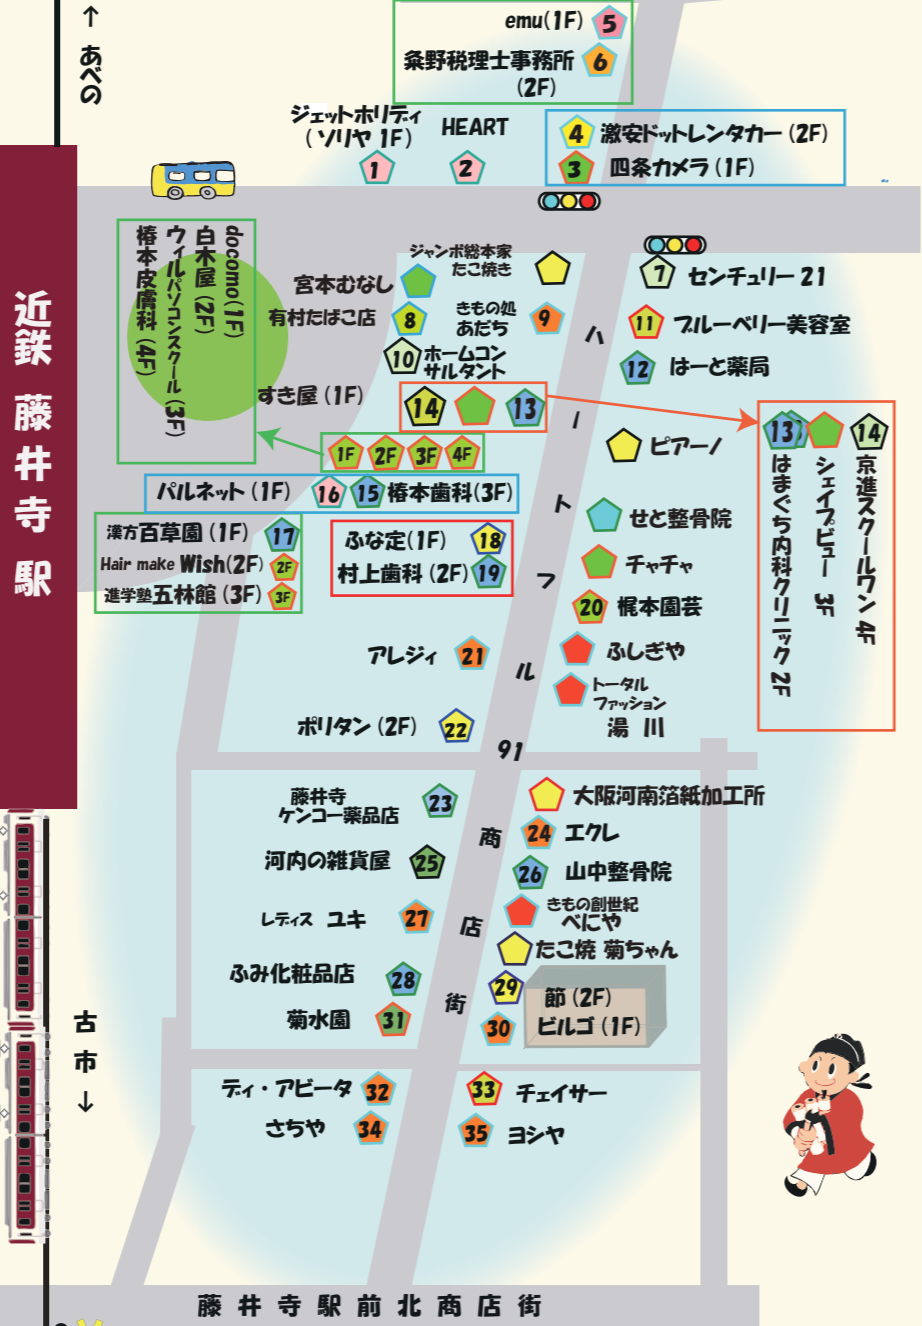 ↑ あべの
emu(1F) 5
粂野税理士事務所 6
(2F)
ジェットホリディ
(ソリヤ 1F)
1
HEART
2
4 激安ドットレンタカー (2F)
3 四条カメラ (1F)
近鉄 藤井寺 駅
docomo(1F)
白木屋 (2F)
ウィルパソコンスクール (3F)
椿本皮膚科 (4F)
宮本むなし
ジャンボ総本家
たこ焼き
7 センチュリー 21
有村たばこ店 8
きもの処
あだち
9
11 ブルーベリー美容室
10 ホームコン
サルタント
12 はーと薬局
すき屋 (1F)
14 13
1F 2F 3F 4F
13 はまぐち内科クリニック 2F
シェイプビュー 3F
14 京進スクールワン 4F
ピアーノ
パルネット (1F) 16 15 椿本歯科(3F)
せと整骨院
漢方百草園 (1F) 17
Hair make Wish(2F) 2F
進学塾五林館 (3F) 3F
ふな定(1F) 18
村上歯科 (2F) 19
チャチャ
20 梶本園芸
アレジィ 21
ふしぎや
トータル
ファッション
湯 川
ポリタン (2F) 22
ハートフル 91 商店街
藤井寺
ケンコー薬品店
23
大阪河南箔紙加工所
24 エクレ
河内の雑貨屋 25
26 山中整骨院
レディス ユキ 27
きもの創世紀
べにや
たこ焼 菊ちゃん
ふみ化粧品店 28
29 節 (2F)
菊水園 31
30 ビルゴ (1F)
古市 ↓
ディ・アビータ 32
33 チェイサー
さちや 34
35 ヨシヤ
藤井寺駅前北商店街